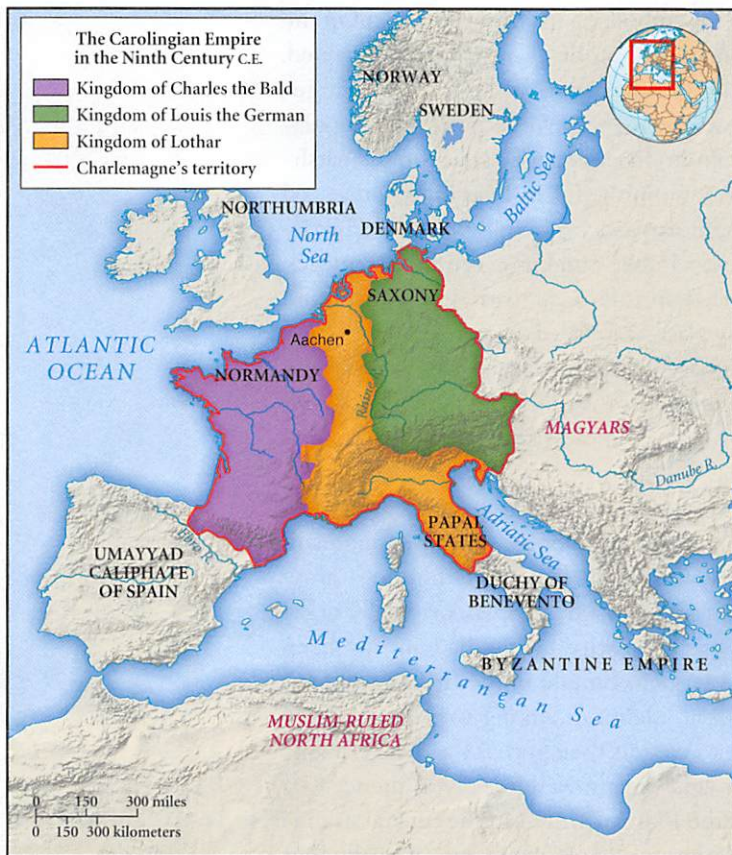 The Carolingian Empire
in the Ninth Century C.E.
Kingdom of Charles the Bald
Kingdom of Louis the German
Kingdom of Lothar
Charlemagne's territory
NORWAY
SWEDEN
Baltic Sea
NORTHUMBRIA
North
Sea
DENMARK
SAXONY
ATLANTIC
OCEAN
Aachen
NORMANDY
Rhine
MAGYARS
Danube R.
Ebro R.
UMAYYAD
CALIPHATE
OF SPAIN
PAPAL
STATES
Adriatic Sea
DUCHY OF
BENEVENTO
Mediterranean Sea
BYZANTINE EMPIRE
MUSLIM-RULED
NORTH AFRICA
0 150 300 miles
0 150 300 kilometers